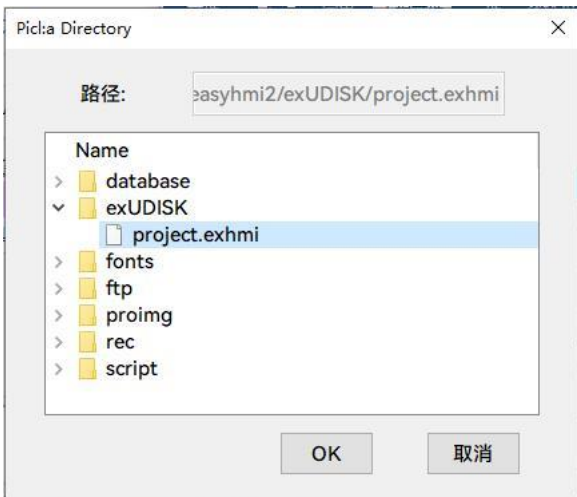 Picl:a Directory
路径:
easyhmi2/exUDISK/project.exhmi
Name
database
exUDISK
project.exhmi
fonts
ftp
proimg
rec
script
OK
取消